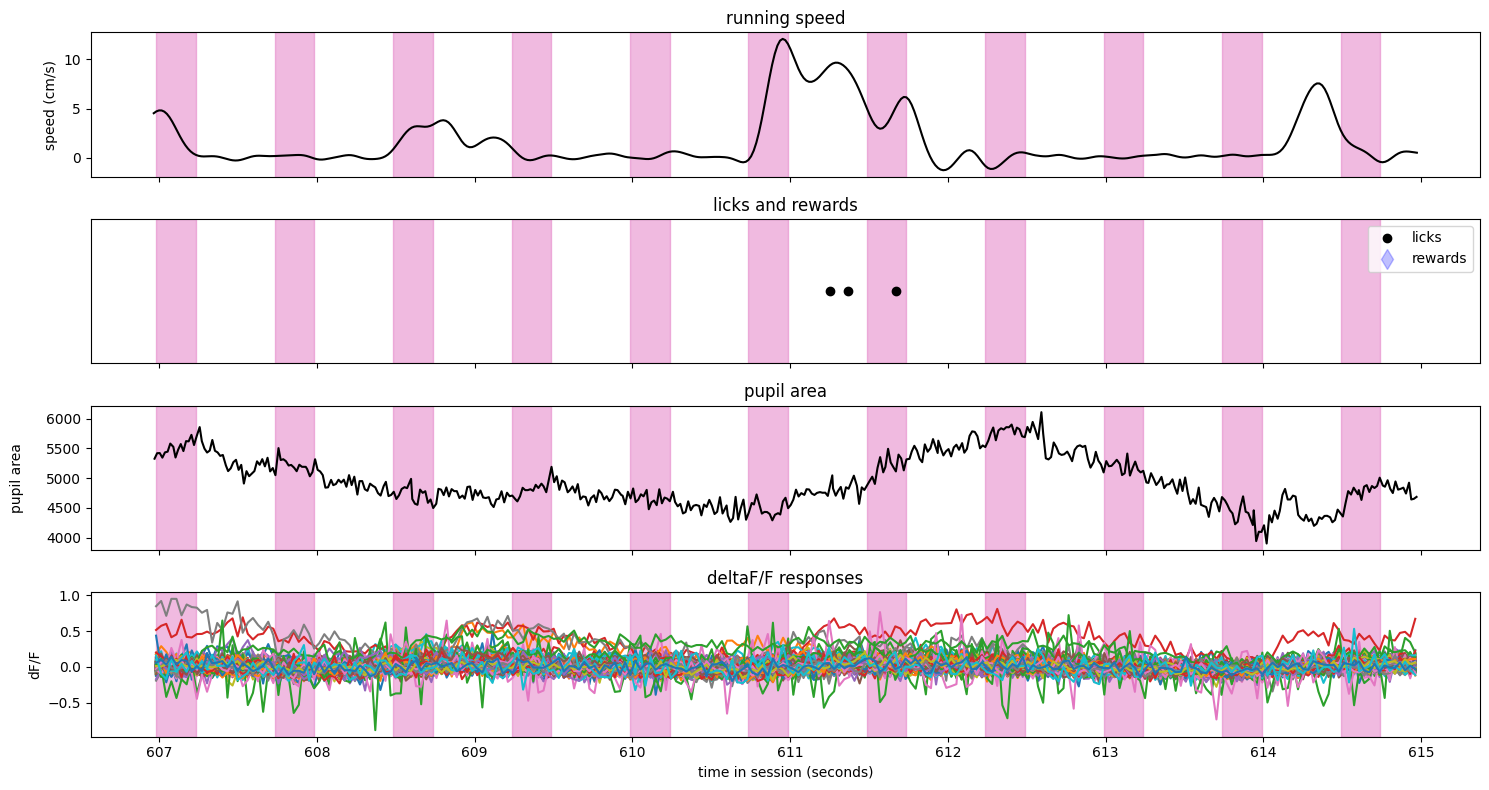 running speed
speed (cm/s)
10
5
0
licks and rewards
licks
rewards
pupil area
pupil area
6000
5500
5000
4500
4000
deltaF/F responses
dF/F
1.0
0.5
0.0
−0.5
607 608 609 610 611 612 613 614 615
time in session (seconds)